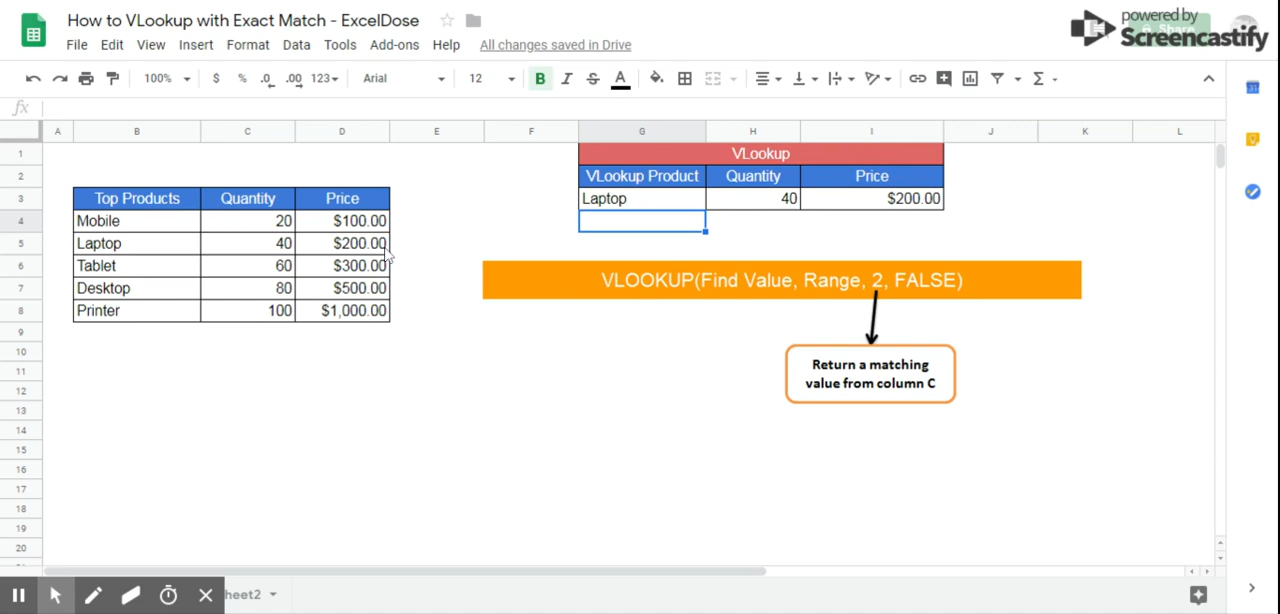 How to VLookup with Exact Match - ExcelDose
powered by
Screencastify
File Edit View Insert Format Data Tools Add-ons Help All changes saved in Drive
100% $ % .0 .00 123 Arial 12 B I S A Σ
fx
A B C D E F G H I J K L
1 VLookup
2 VLookup Product Quantity Price
3 Top Products Quantity Price Laptop 40 $200.00
4 Mobile 20 $100.00
5 Laptop 40 $200.00
6 Tablet 60 $300.00
VLOOKUP(Find Value, Range, 2, FALSE)
7 Desktop 80 $500.00
8 Printer 100 $1,000.00
9
10
Return a matching
11
value from column C
12
13
14
15
16
17
18
19
20
heet2